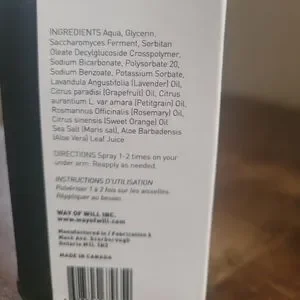 INGREDIENTS Aqua, Glycerin,
Saccharomyces Ferment, Sorbitan
Oleate Decylglucoside Crosspolymer,
Sodium Bicarbonate, Polysorbate 20,
Sodium Benzoate, Potassium Sorbate,
Lavandula Angustifolia (Lavender) Oil,
Citrus paradisi (Grapefruit) Oil, Citrus
aurantium L. var amara (Petitgrain) Oil,
Rosmarinus Officinalis (Rosemary) Oil,
Citrus sinensis (Sweet Orange) Oil
Sea Salt (Maris sal), Aloe Barbadensis
(Aloe Vera) Leaf Juice
DIRECTIONS Spray 1-2 times on your
under arm. Reapply as needed.
INSTRUCTIONS D'UTILISATION
Pulvériser 1 à 2 fois sur les aisselles.
Réappliquer au besoin.
WAY OF WILL INC.
www.wayofwill.com
Manufactured in / Fabrication à
Ontario
MADE IN CANADA